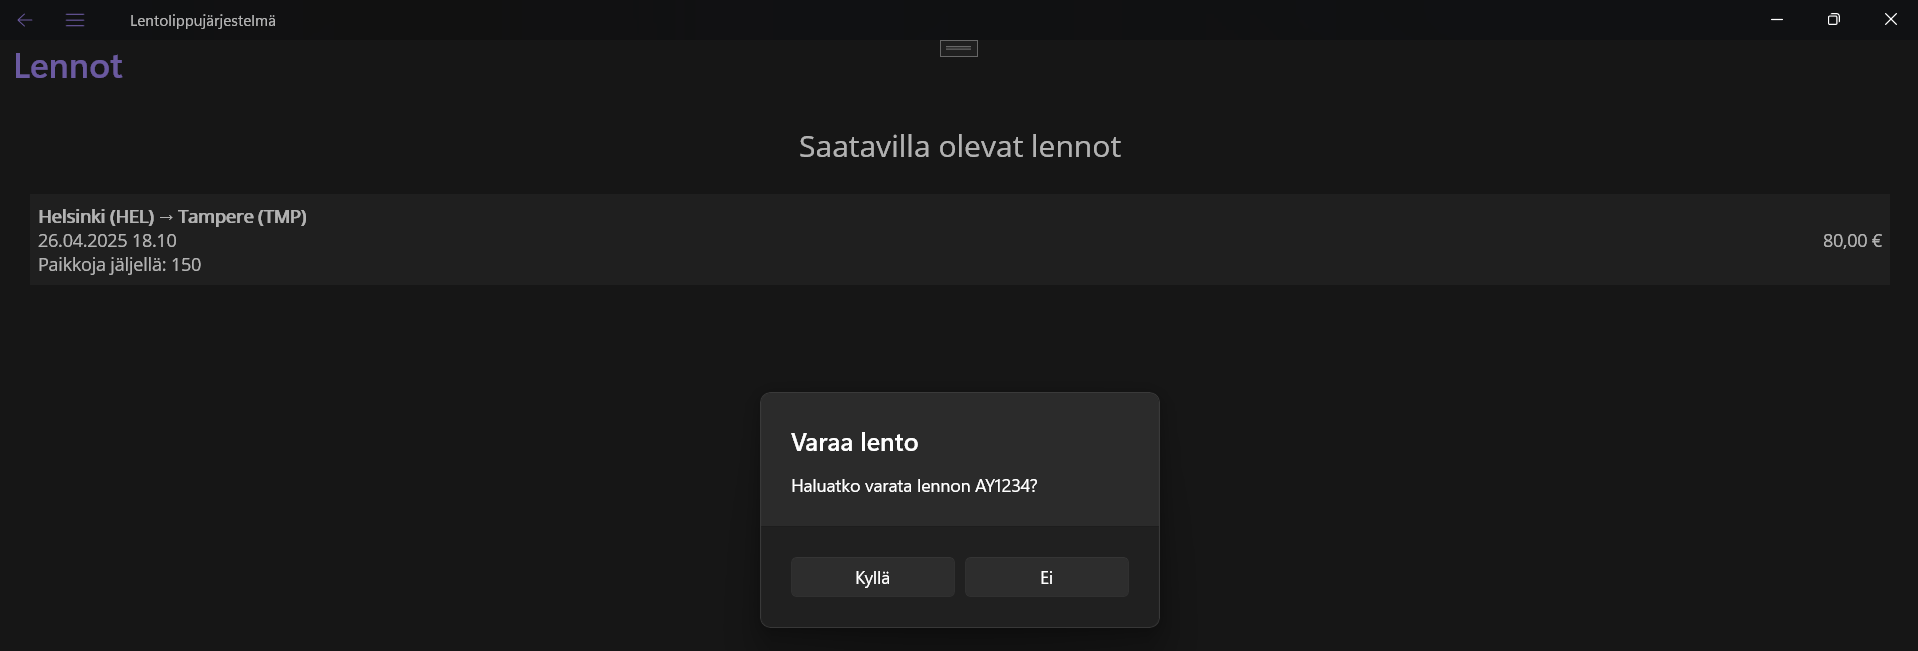 Lentolippujärjestelmä
Lennot
Saatavilla olevat lennot
Helsinki (HEL) → Tampere (TMP)
26.04.2025 18.10
80,00 €
Paikkoja jäljellä: 150
Varaa lento
Haluatko varata lennon AY1234?
Kyllä
Ei